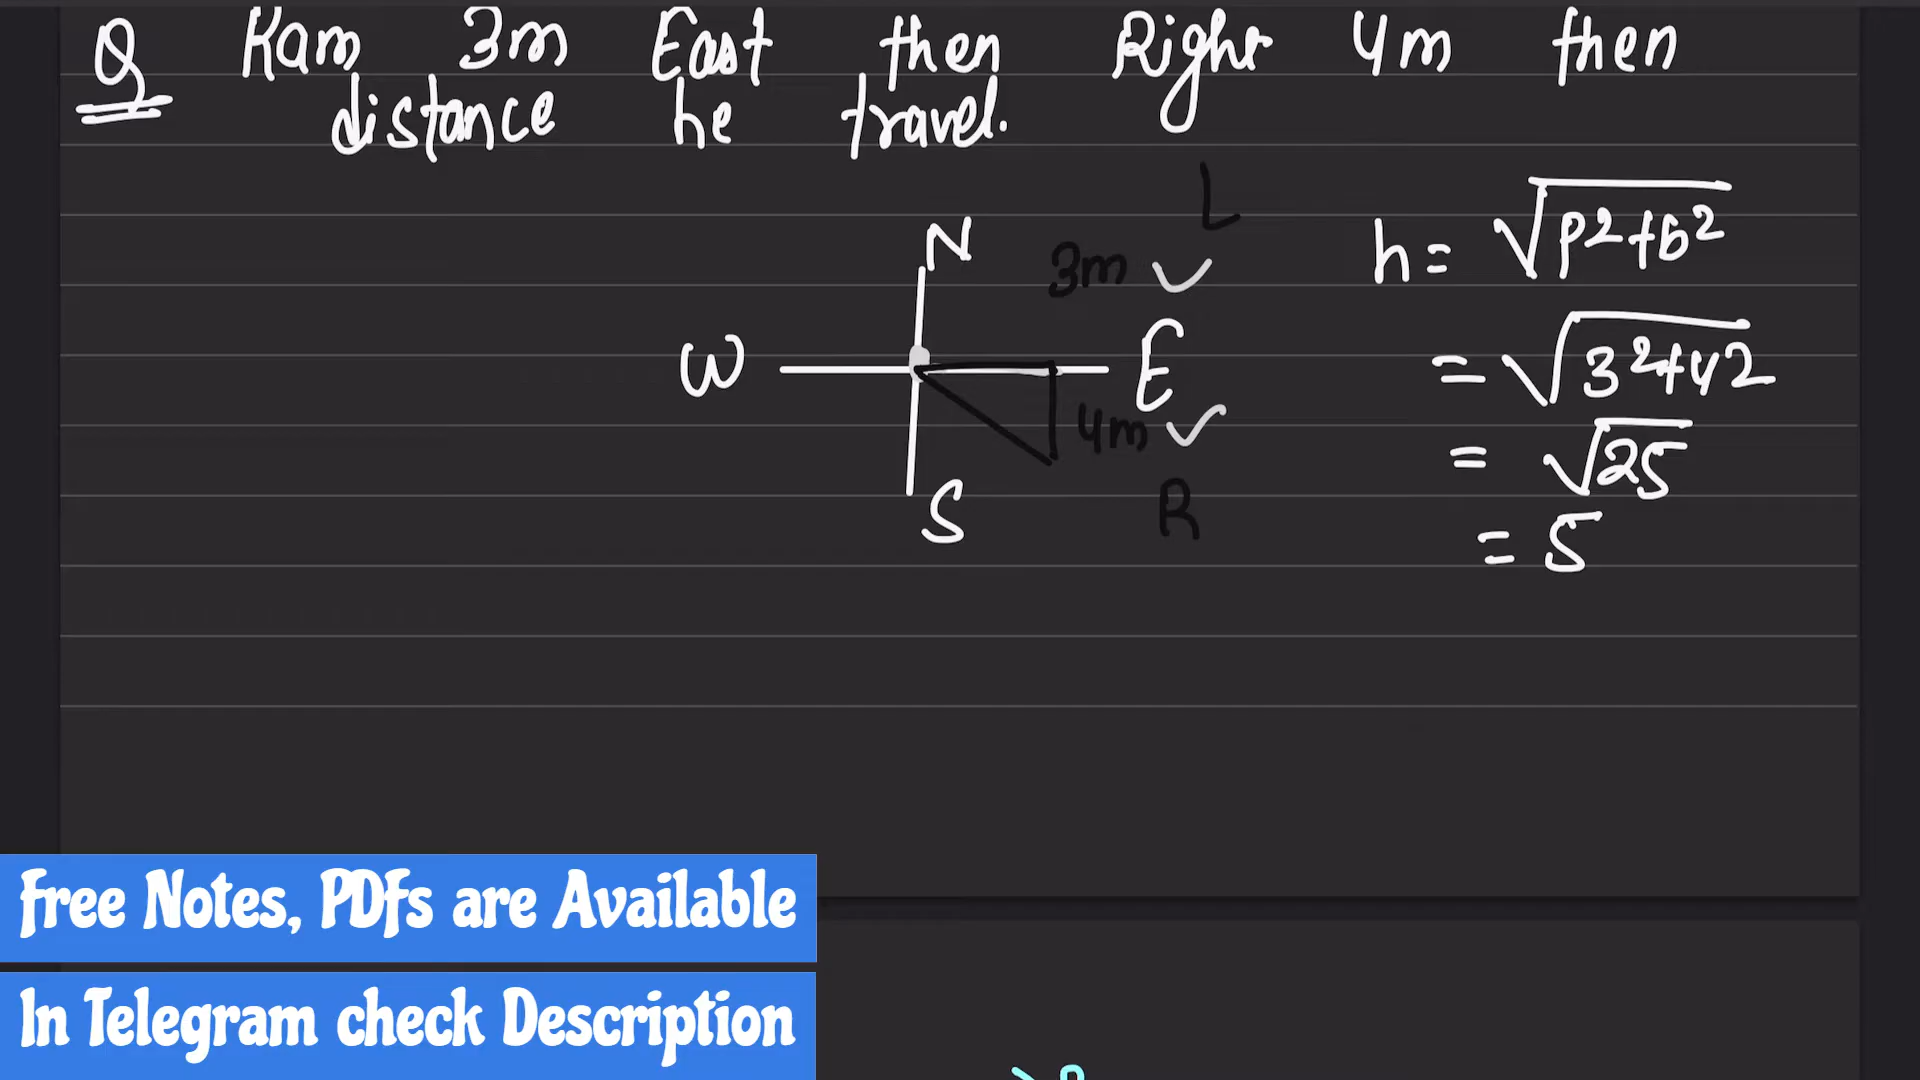 Q Ram 3m East then Right 4m then
distance he travel.
L
N
3m
h = √p²+b²
W
E
= √3²+4²
4m
= √25
S
R
= 5
Free Notes, PDFs are Available
In Telegram check Description